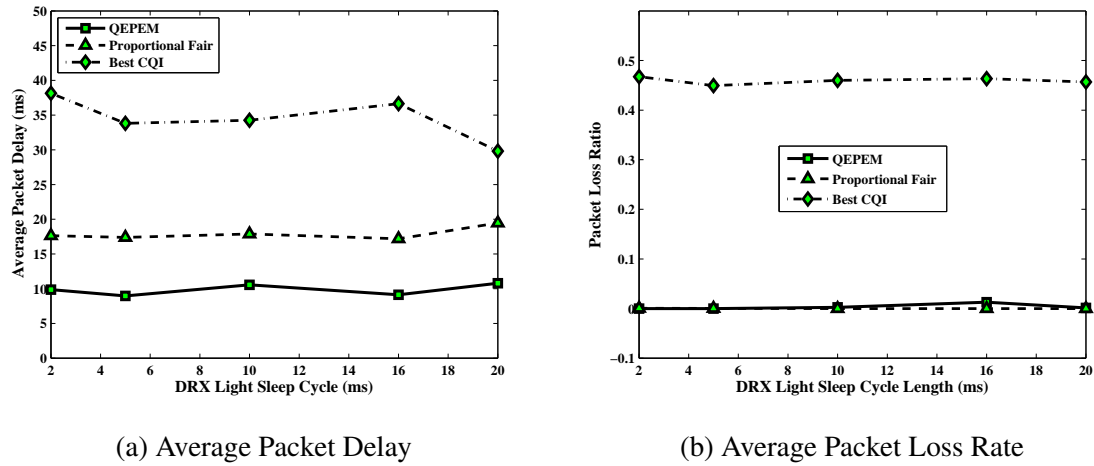 50
45
40
35
30
25
20
15
10
5
0
Average Packet Delay (ms)
QEPEM
Proportional Fair
Best CQI
2 4 6 8 10 12 14 16 18 20
DRX Light Sleep Cycle (ms)
(a) Average Packet Delay
0.5
0.4
0.3
0.2
0.1
0
−0.1
Packet Loss Ratio
QEPEM
Proportional Fair
Best CQI
2 4 6 8 10 12 14 16 18 20
DRX Light Sleep Cycle Length (ms)
(b) Average Packet Loss Rate